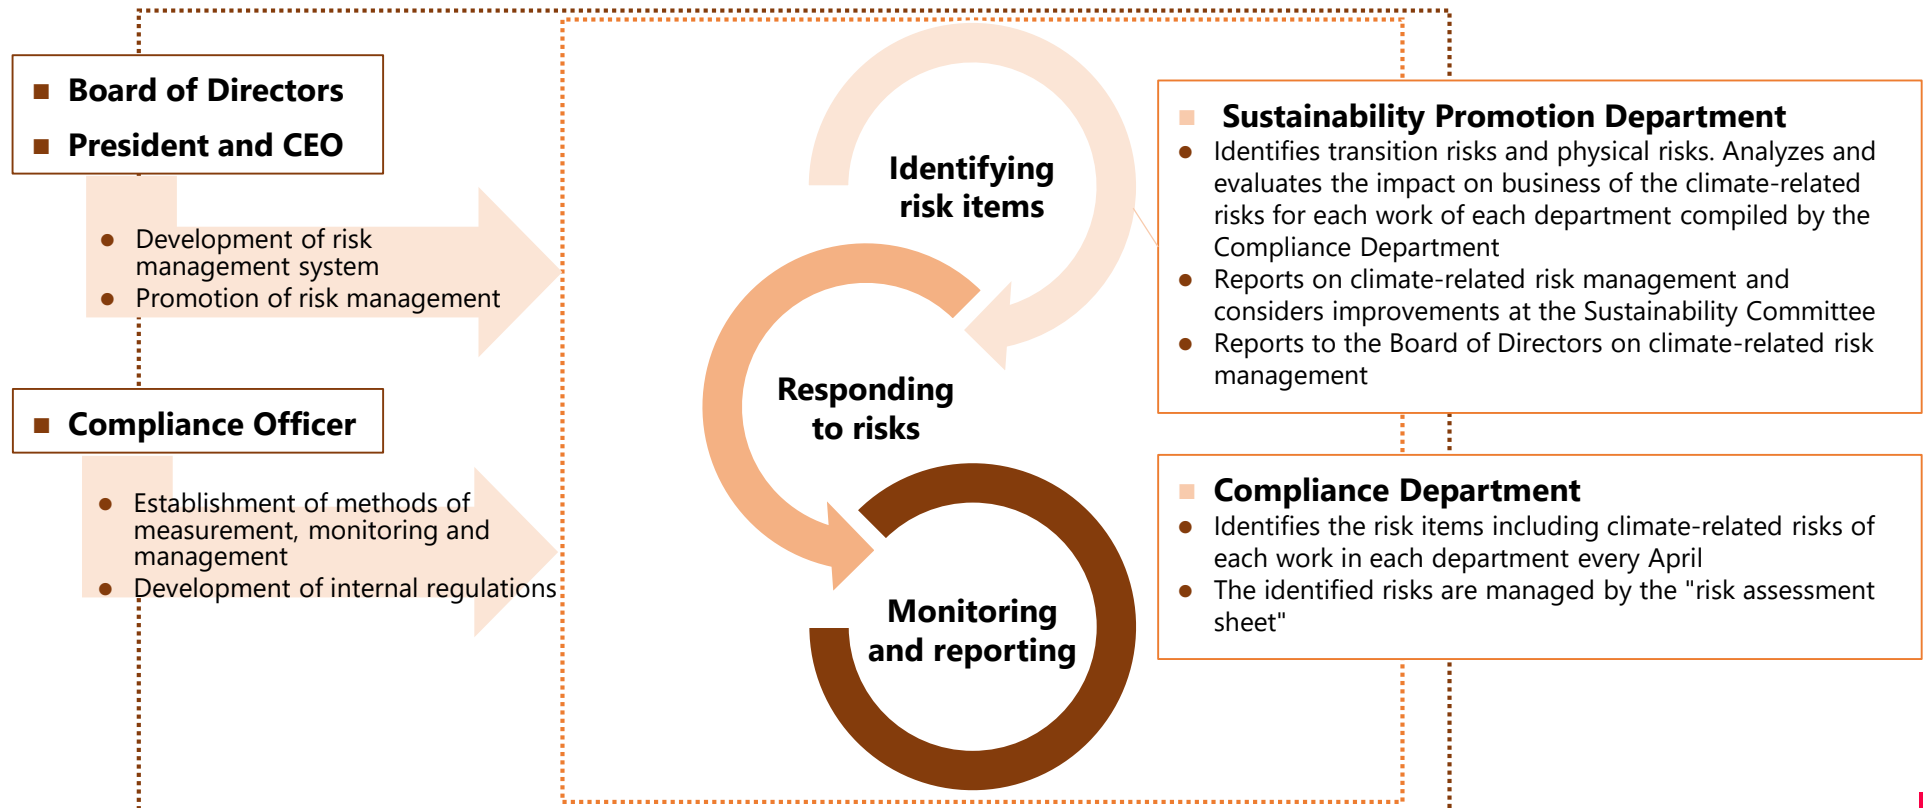 ■ Board of Directors
■ President and CEO
● Development of risk
management system
● Promotion of risk management
■ Compliance Officer
● Establishment of methods of
measurement, monitoring and
management
● Development of internal regulations
Identifying
risk items
Responding
to risks
Monitoring
and reporting
■ Sustainability Promotion Department
● Identifies transition risks and physical risks. Analyzes and
evaluates the impact on business of the climate-related
risks for each work of each department compiled by the
Compliance Department
● Reports on climate-related risk management and
considers improvements at the Sustainability Committee
● Reports to the Board of Directors on climate-related risk
management
■ Compliance Department
● Identifies the risk items including climate-related risks of
each work in each department every April
● The identified risks are managed by the "risk assessment
sheet"